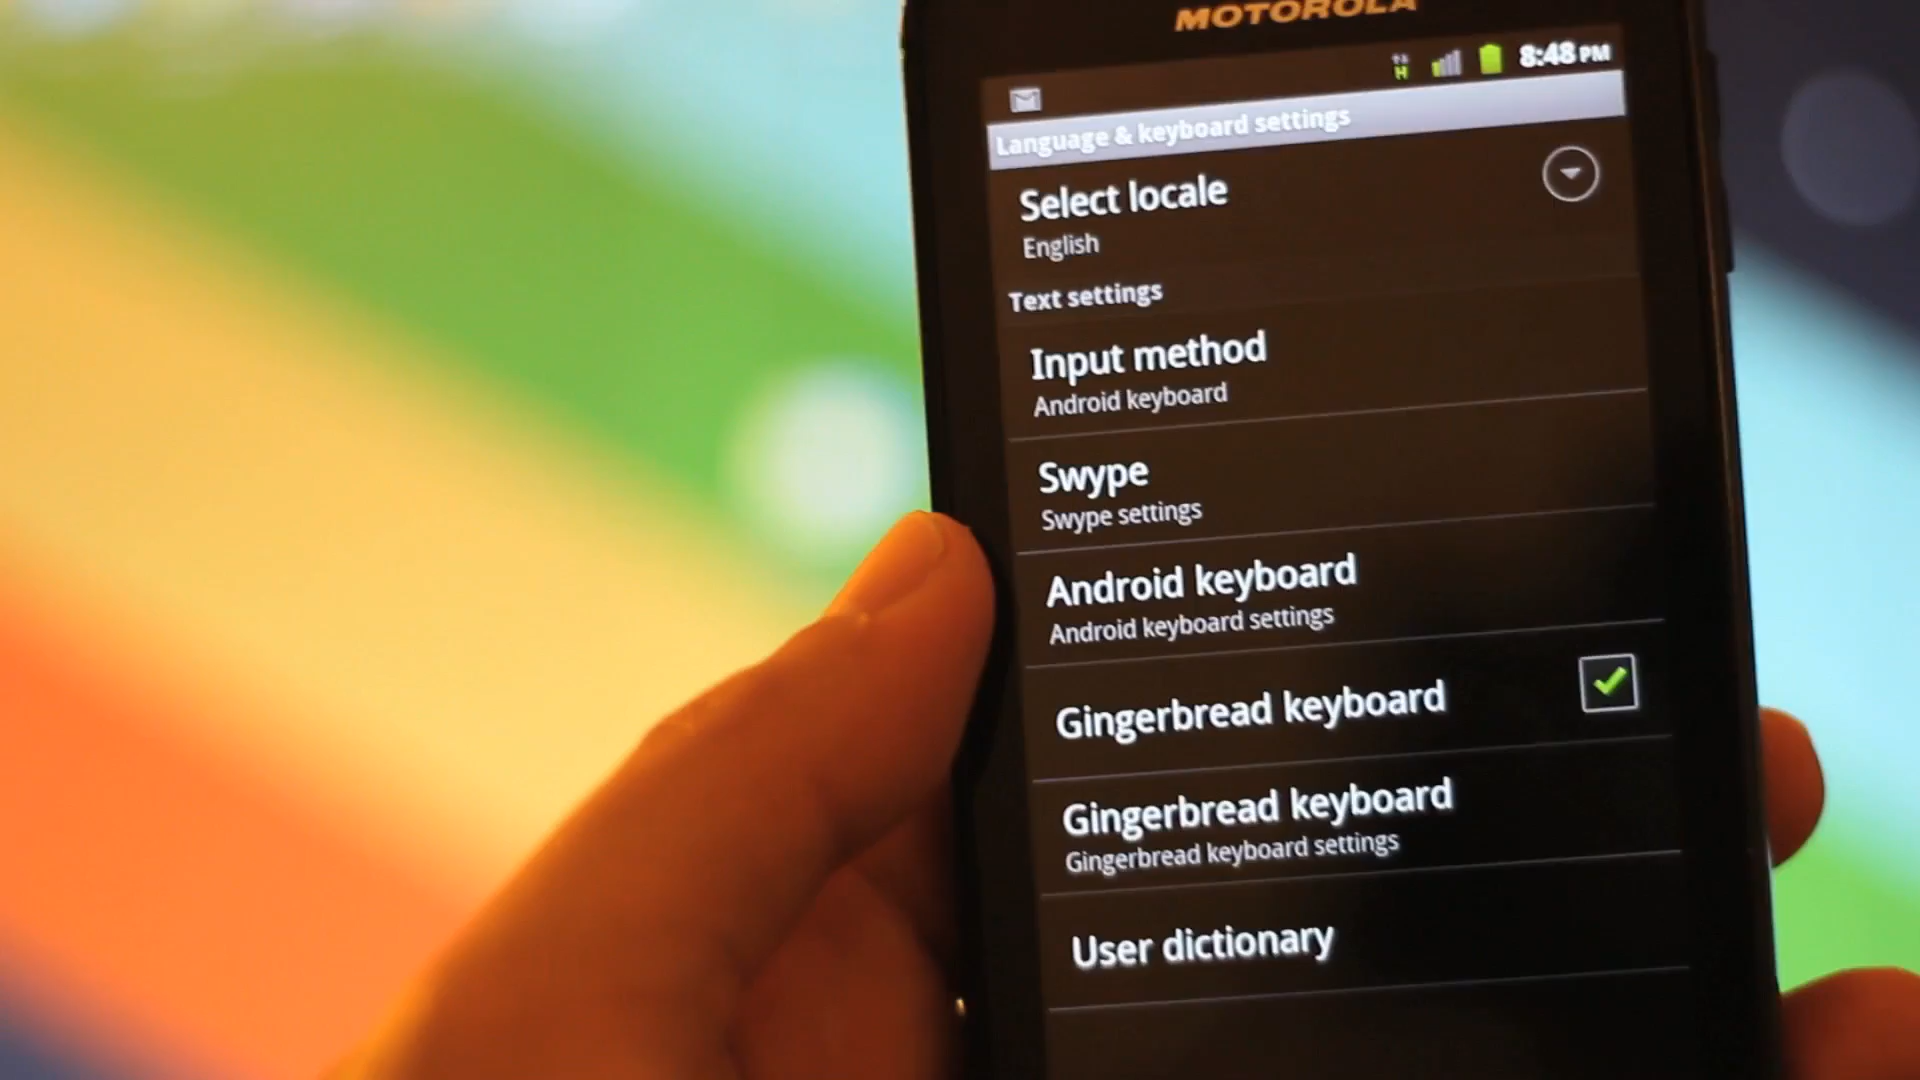 MOTOROLA
H 8:48 PM
Language & keyboard settings
Select locale
English
Text settings
Input method
Android keyboard
Swype
Swype settings
Android keyboard
Android keyboard settings
Gingerbread keyboard
Gingerbread keyboard
Gingerbread keyboard settings
User dictionary